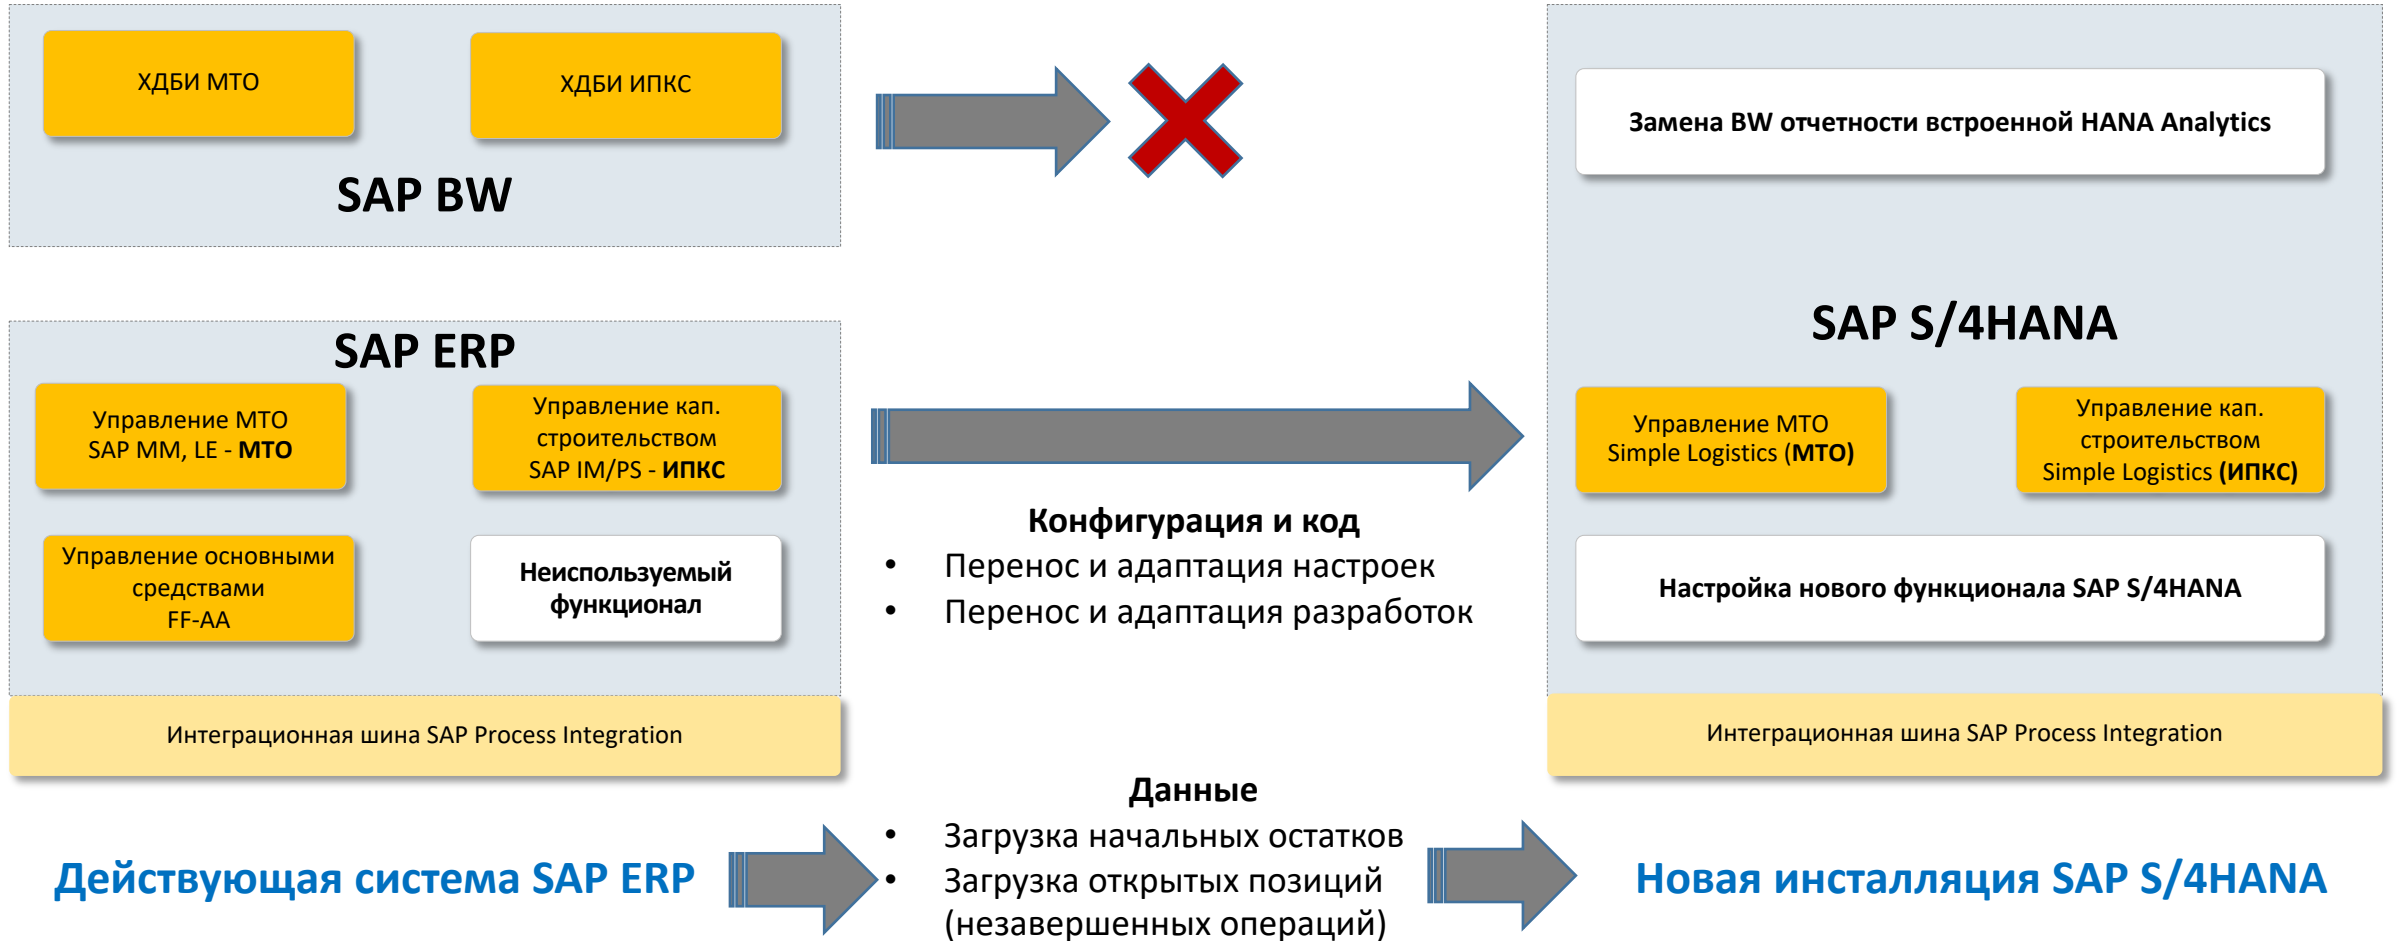 ХДБИ МТО
ХДБИ ИПКС
SAP BW
Замена BW отчетности встроенной HANA Analytics
SAP S/4HANA
SAP ERP
Управление МТО
SAP MM, LE - МТО
Управление кап.
строительством
SAP IM/PS - ИПКС
Управление основными
средствами
FF-AA
Неиспользуемый
функционал
Интеграционная шина SAP Process Integration
Конфигурация и код
• Перенос и адаптация настроек
• Перенос и адаптация разработок
Управление МТО
Simple Logistics (МТО)
Управление кап.
строительством
Simple Logistics (ИПКС)
Настройка нового функционала SAP S/4HANA
Интеграционная шина SAP Process Integration
Действующая система SAP ERP
Данные
• Загрузка начальных остатков
• Загрузка открытых позиций
(незавершенных операций)
Новая инсталляция SAP S/4HANA